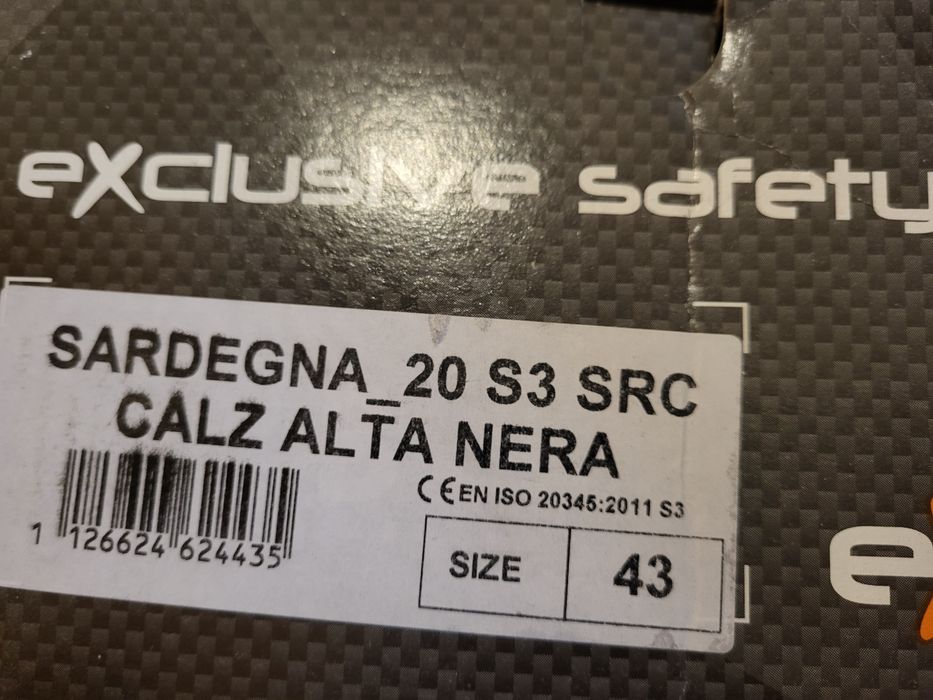 eXclusive safety
SARDEGNA_20 S3 SRC
CALZ ALTA NERA
CE EN ISO 20345:2011 S3
1 126624 624435
SIZE 43
e